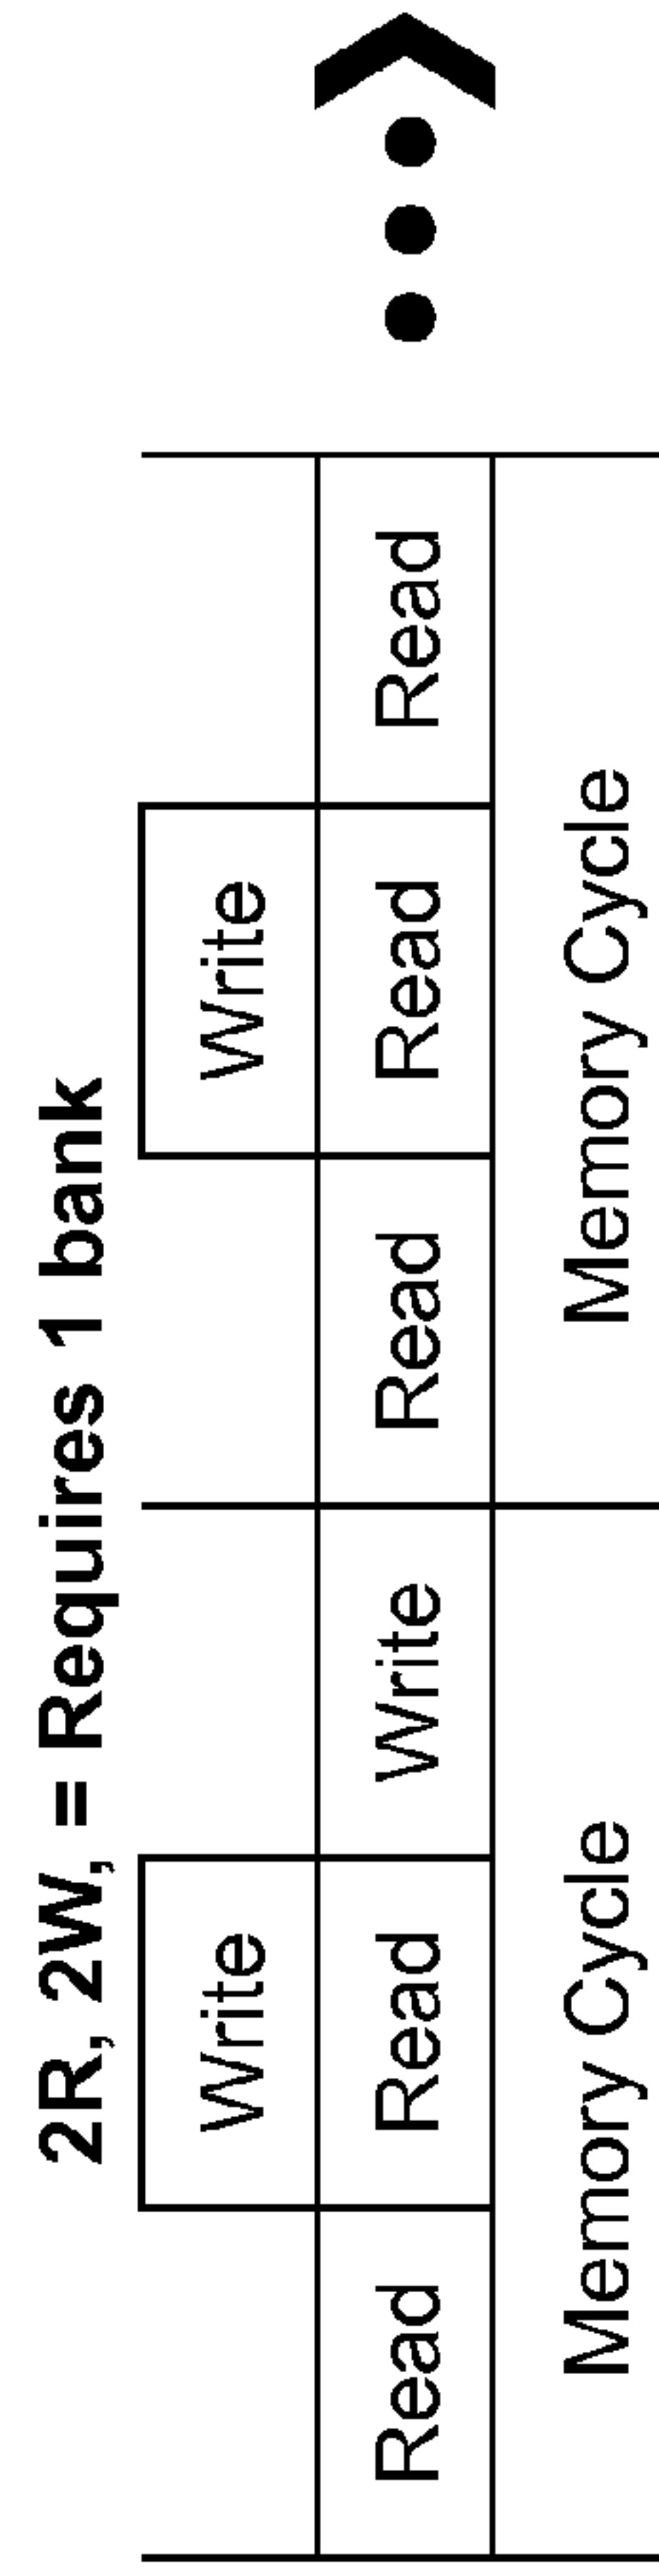 2R, 2W, = Requires 1 bank
Write Write
Read Read Write Read Read Read
Memory Cycle Memory Cycle